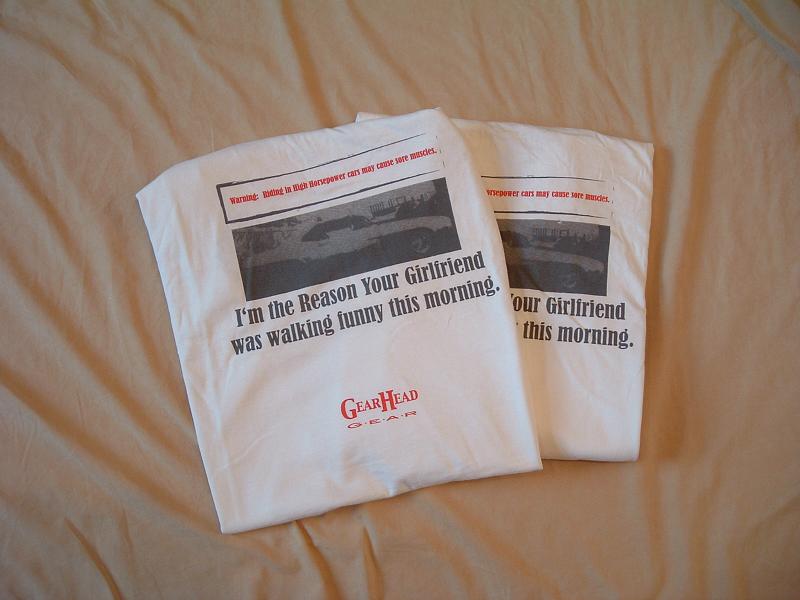 Warning: Riding in High Horsepower cars may cause sore muscles.
I'm the Reason Your Girlfriend
was walking funny this morning.
GEARHEAD
G·E·A·R
orsepower cars may cause sore muscles.
Your Girlfriend
this morning.